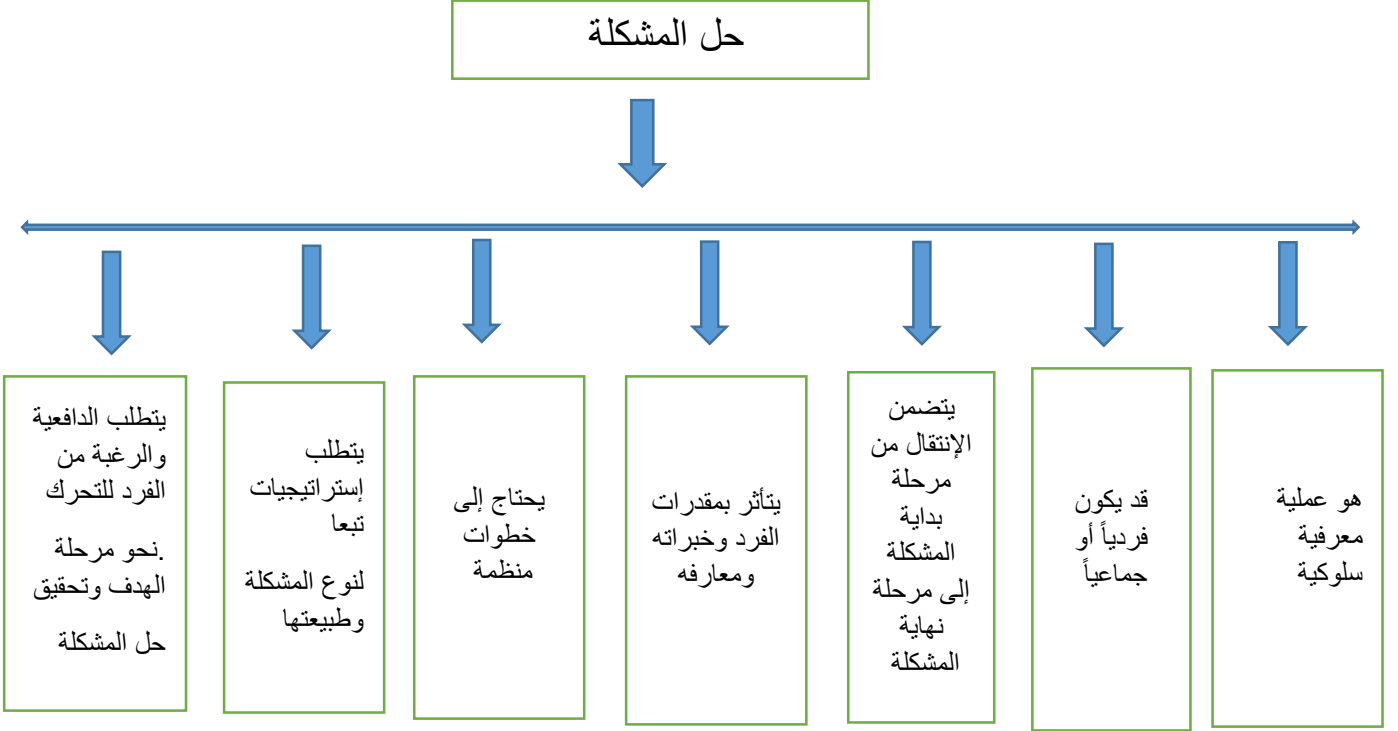 حل المشكلة
هو عملية
معرفية
سلوكية
قد يكون
فردياً أو
جماعياً
يتضمن
الإنتقال من
مرحلة
بداية
المشكلة
إلى مرحلة
نهاية
المشكلة
يتأثر بمقدرات
الفرد وخبراته
ومعارفه
يحتاج إلى
خطوات
منظمة
يتطلب
إستراتيجيات
تبعا
لنوع المشكلة
وطبيعتها
يتطلب الدافعية
والرغبة من
الفرد للتحرك
.نحو مرحلة
الهدف وتحقيق
حل المشكلة